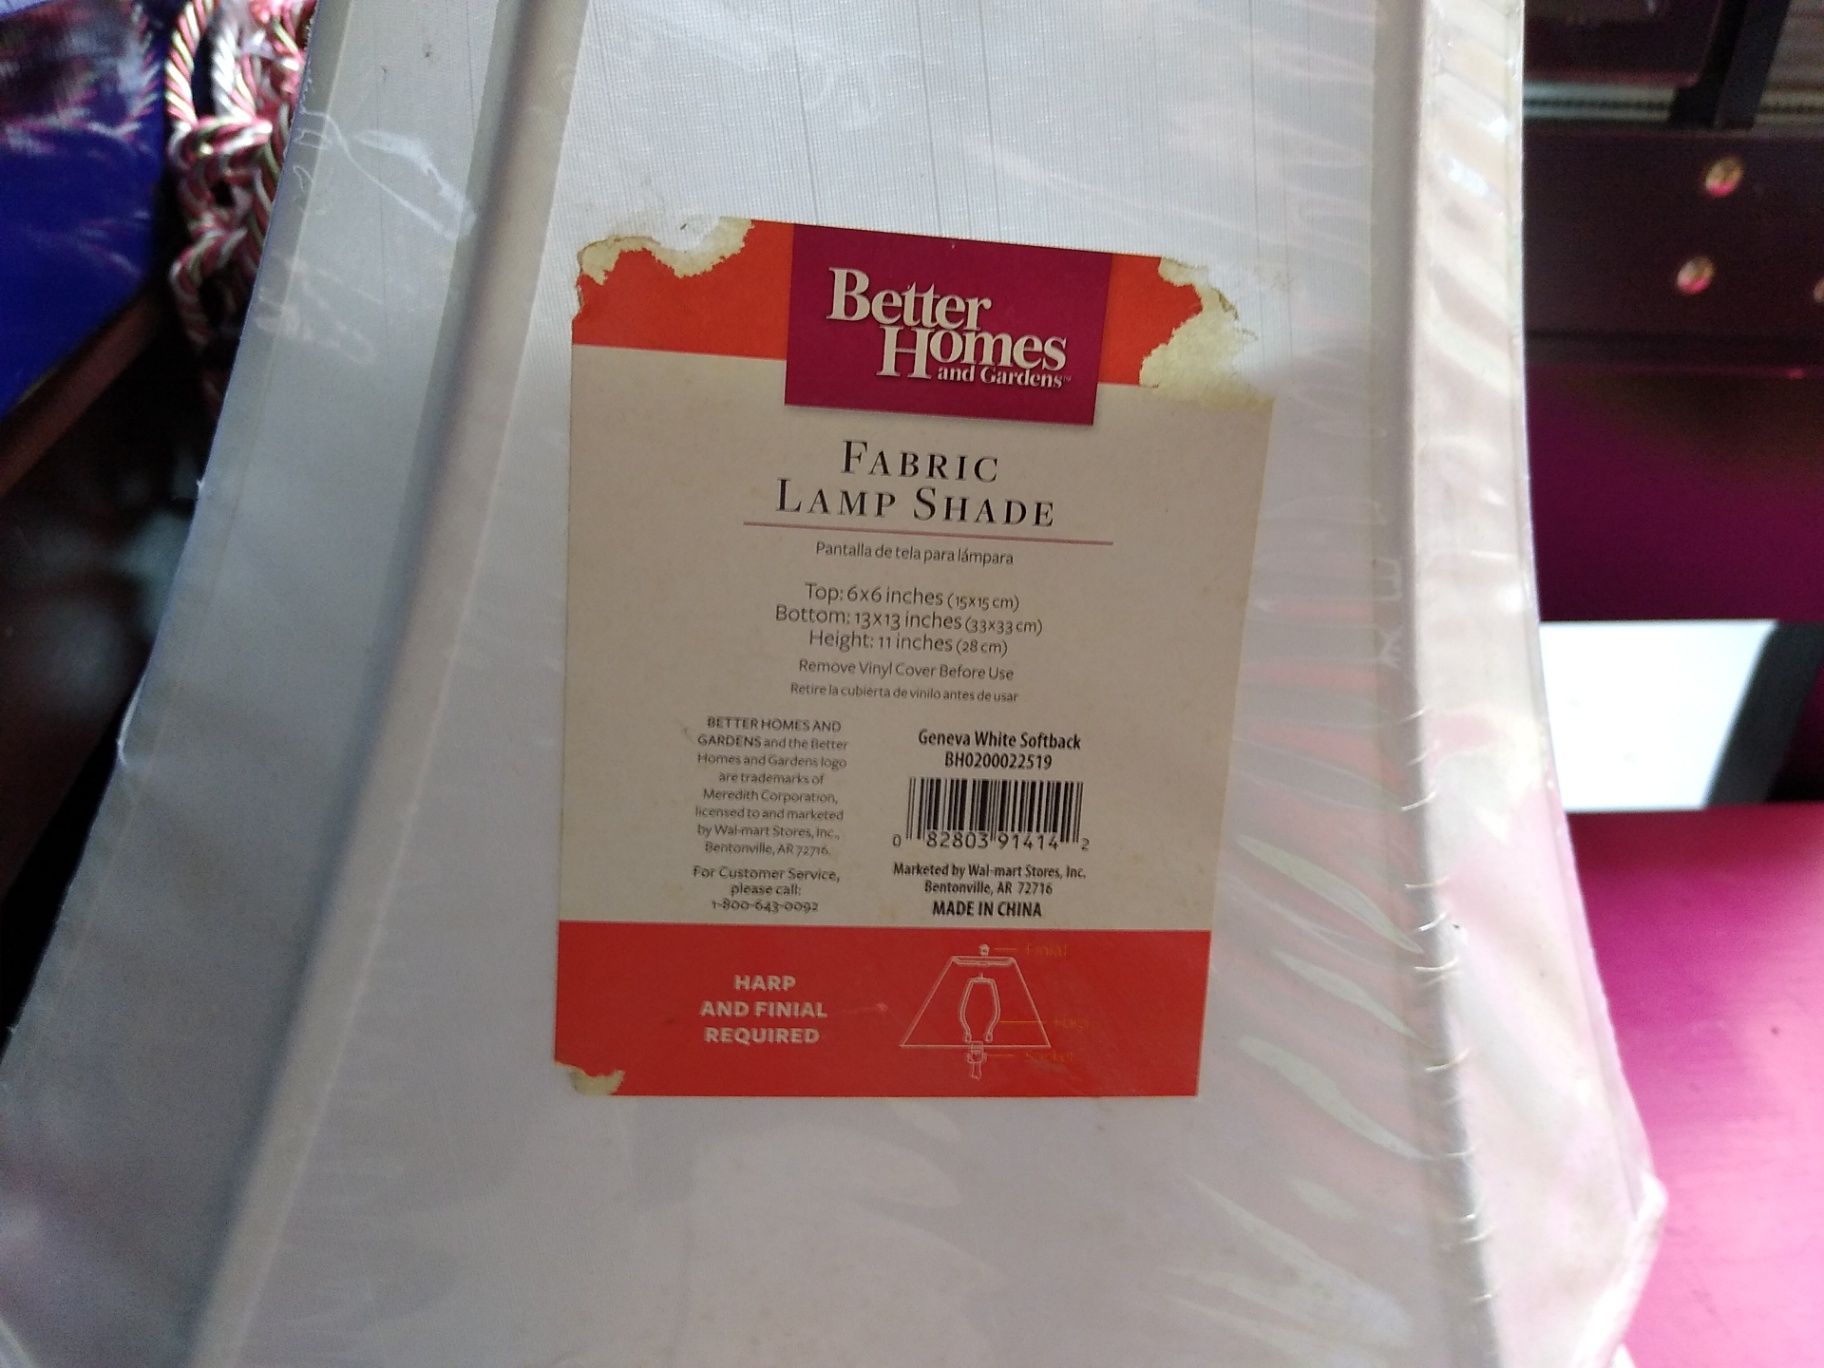 Better
Homes
and Gardens™
FABRIC
LAMP SHADE
Pantalla de tela para lámpara
Top: 6x6 inches (15x15 cm)
Bottom: 13x13 inches (33x33 cm)
Height: 11 inches (28 cm)
Remove Vinyl Cover Before Use
Retire la cubierta de vinilo antes de usar
BETTER HOMES AND
GARDENS and the Better
Homes and Gardens logo
are trademarks of
Meredith Corporation,
licensed to and marketed
by Wal-mart Stores, Inc.,
Bentonville, AR 72716.
For Customer Service,
please call:
1-800-643-0092
Geneva White Softback
BH0200022519
0 82803 91414 2
Marketed by Wal-mart Stores, Inc.
Bentonville, AR 72716
MADE IN CHINA
HARP
AND FINIAL
REQUIRED
Finial
Harp
Socket